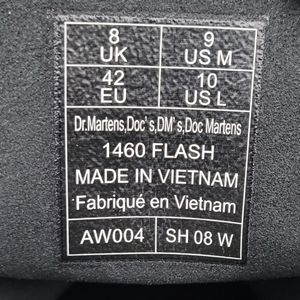 8 9
UK US M
42 10
EU US L
Dr.Martens,Doc's,DM's,Doc Martens
1460 FLASH
MADE IN VIETNAM
Fabriqué en Vietnam
AW004 SH 08 W